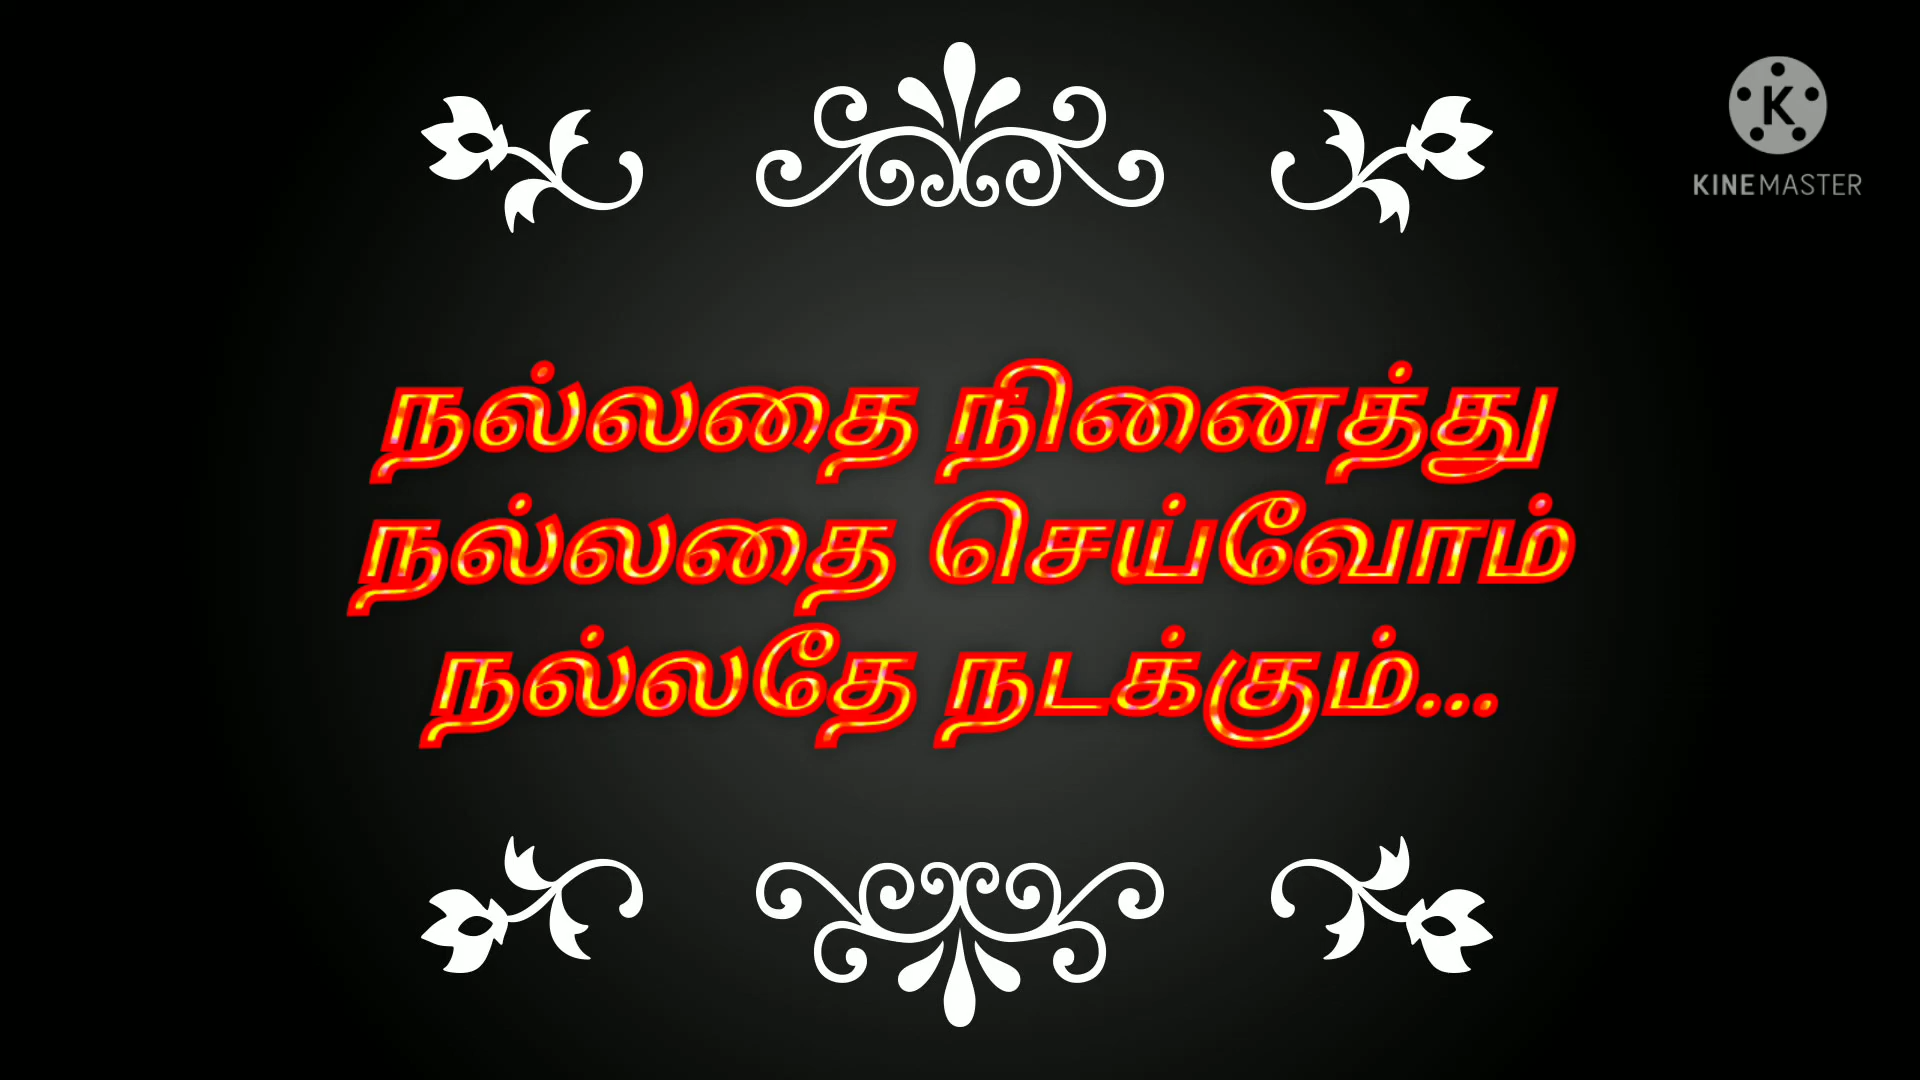 KINEMASTER
நல்லதை நினைத்து
நல்லதை செய்வோம்
நல்லதே நடக்கும்...